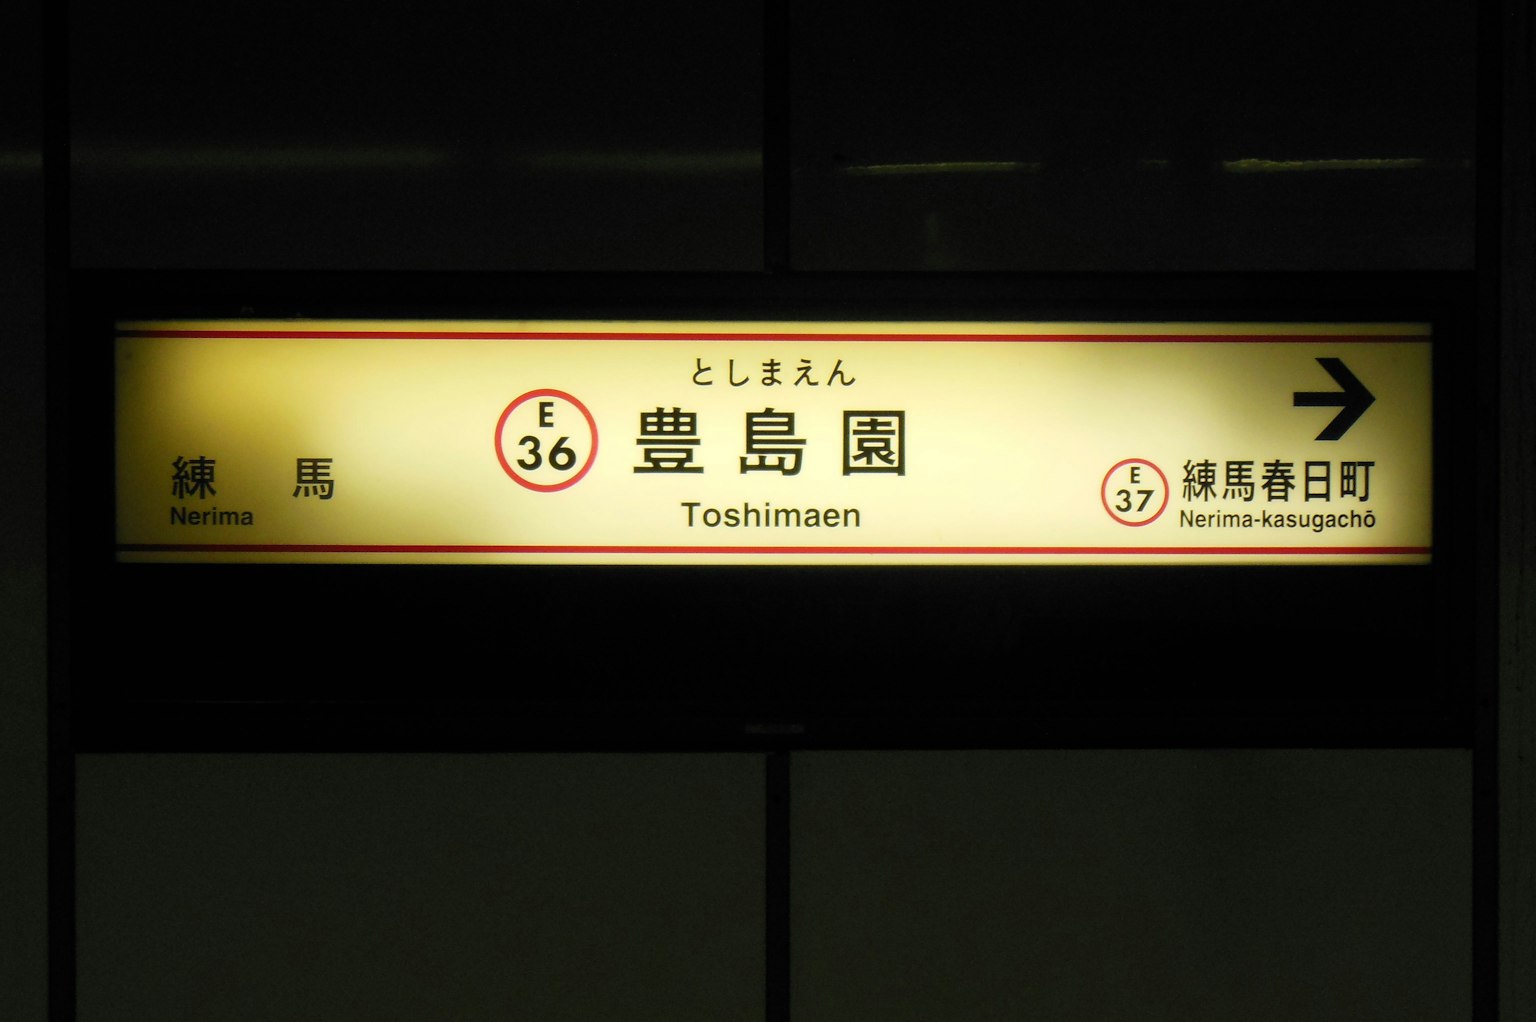 としまえん
E
36
豊島園
Toshimaen
練馬
Nerima
E
37
練馬春日町
Nerima-kasugachō